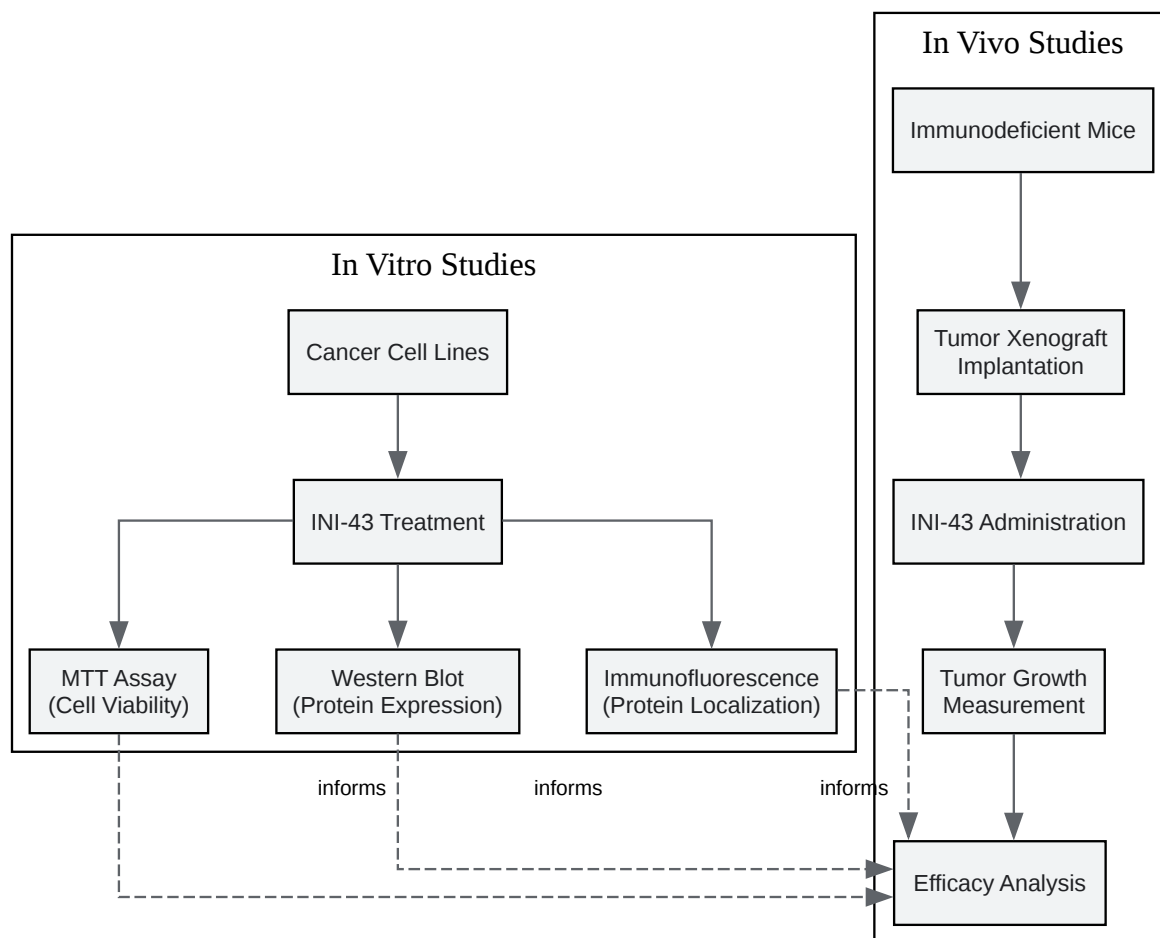 In Vivo Studies
Immunodeficient Mice
In Vitro Studies
Cancer Cell Lines
Tumor Xenograft
Implantation
INI-43 Treatment
INI-43 Administration
MTT Assay
(Cell Viability)
Western Blot
(Protein Expression)
Immunofluorescence
(Protein Localization)
Tumor Growth
Measurement
informs
informs
informs
Efficacy Analysis